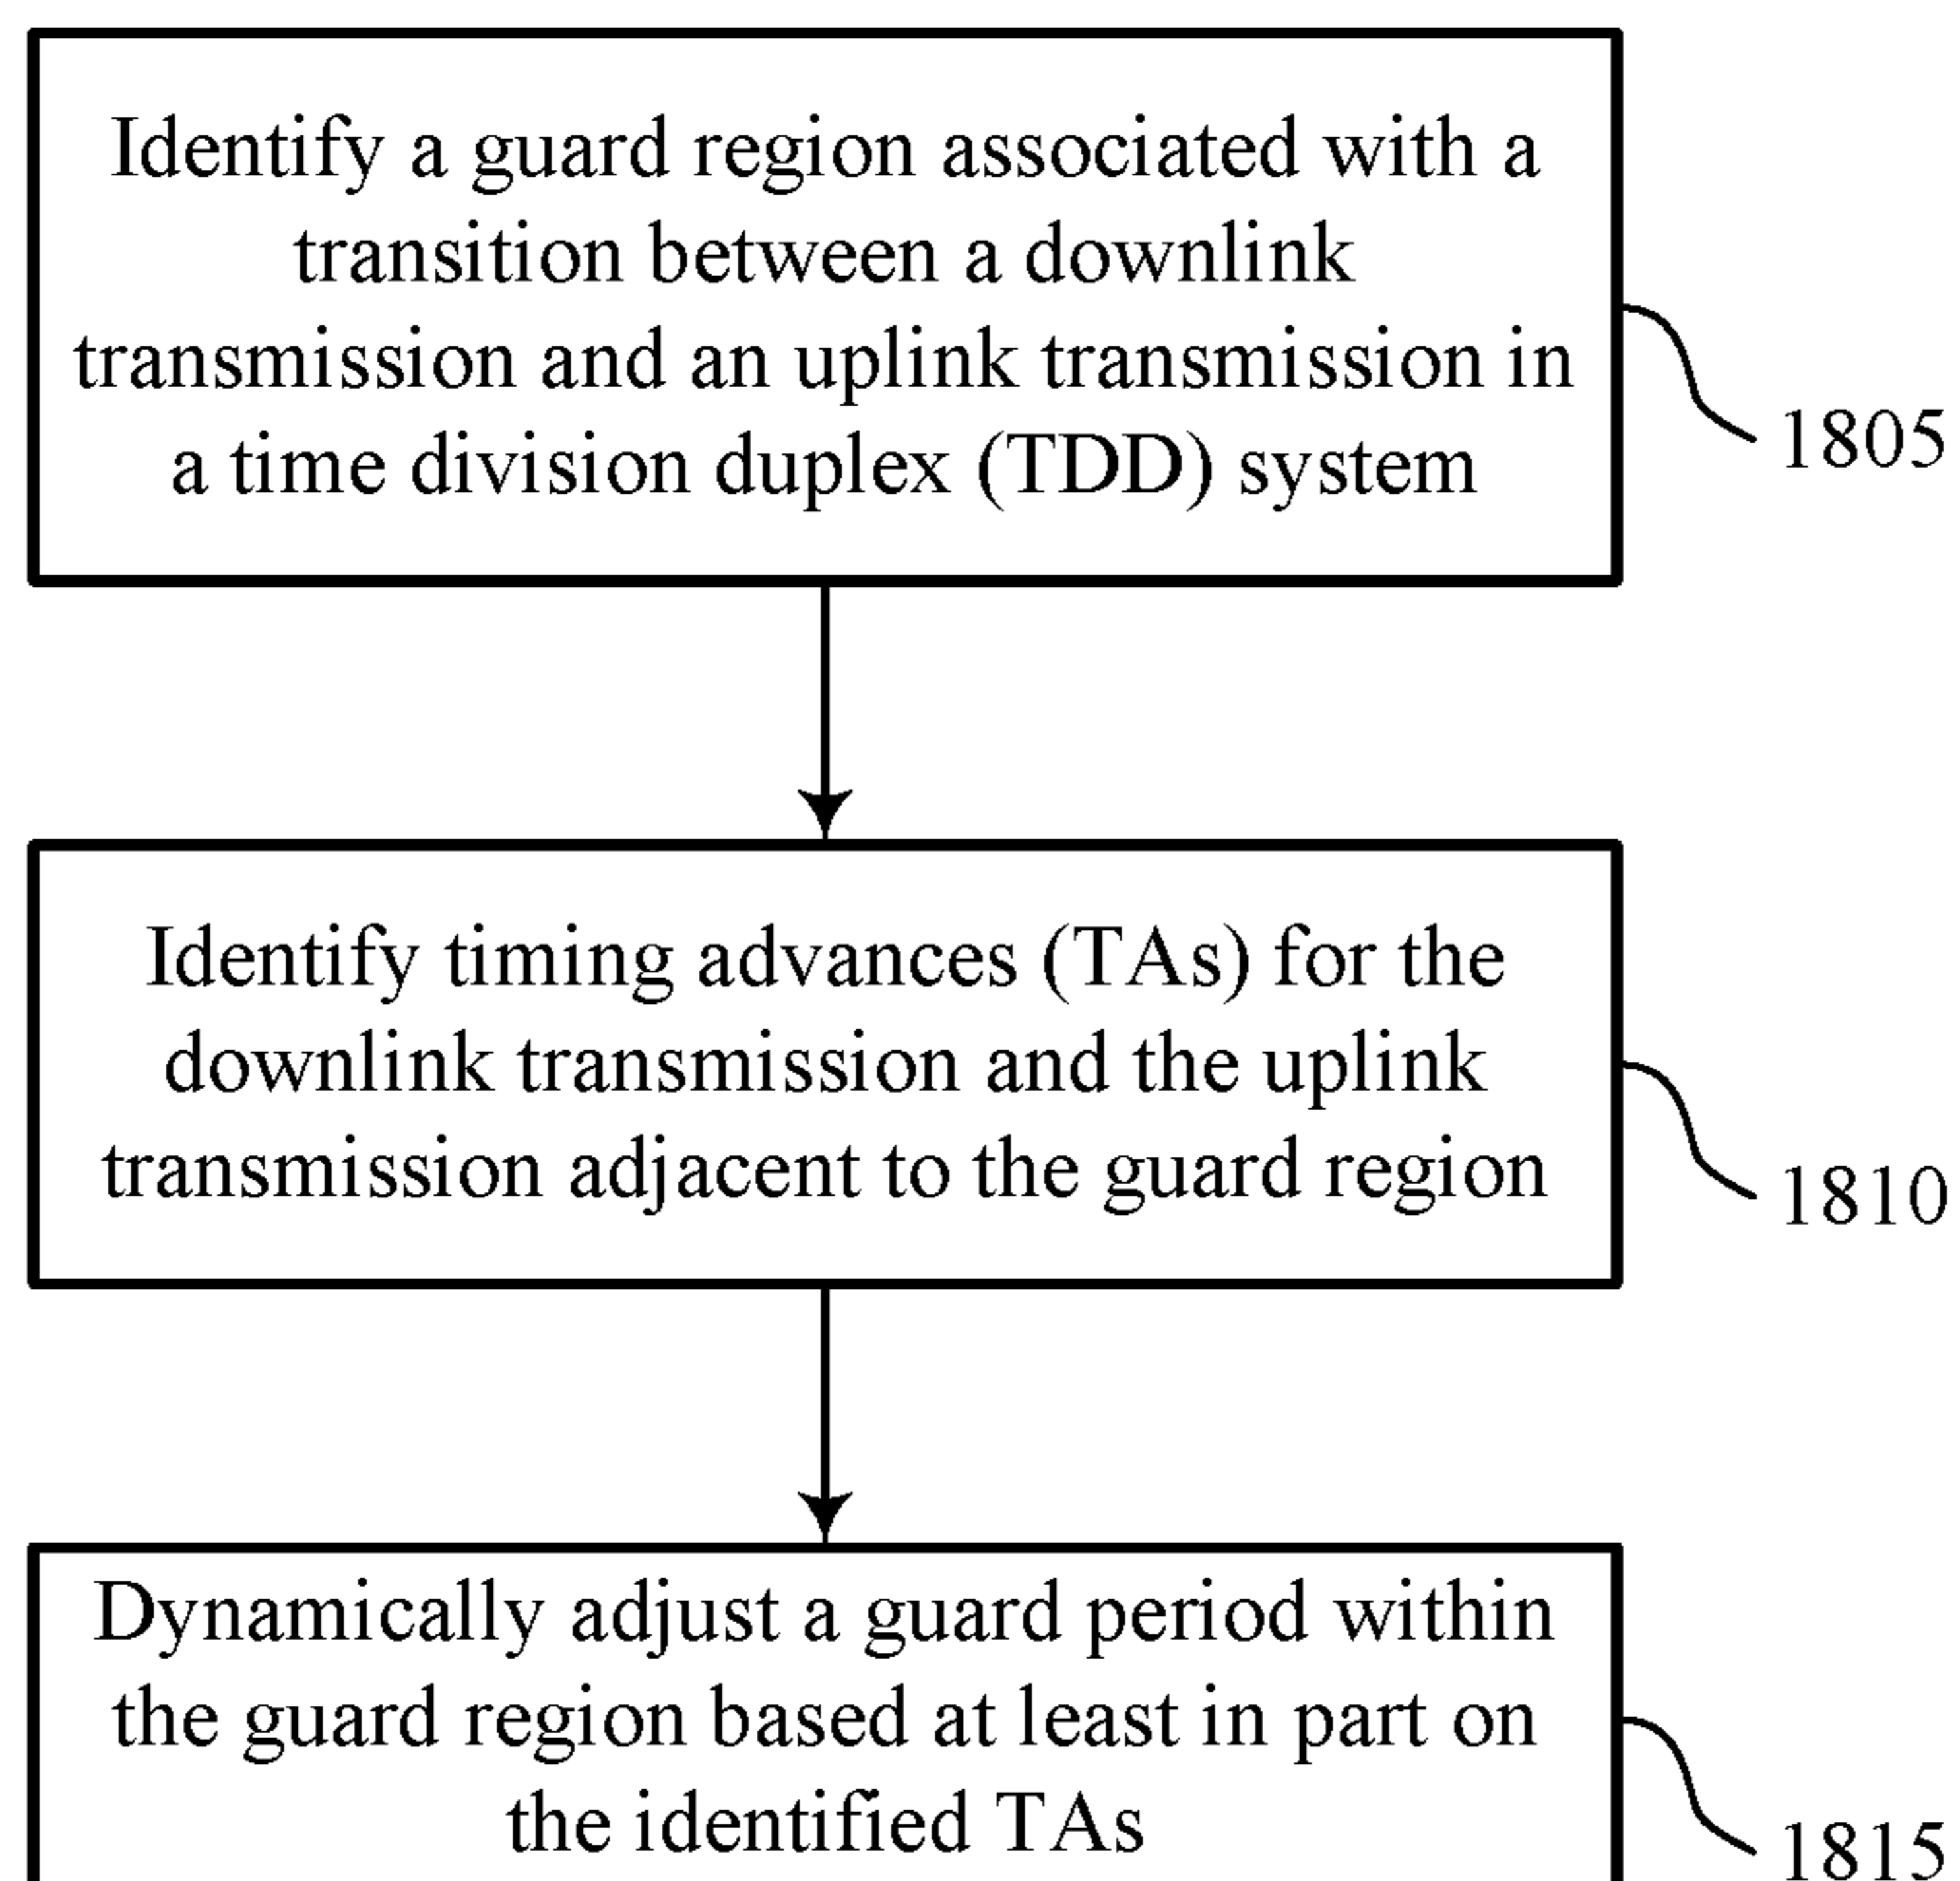 Identify a guard region associated with a
transition between a downlink
transmission and an uplink transmission in
a time division duplex (TDD) system
1805
Identify timing advances (TAs) for the
downlink transmission and the uplink
transmission adjacent to the guard region
1810
Dynamically adjust a guard period within
the guard region based at least in part on
the identified TAs
1815